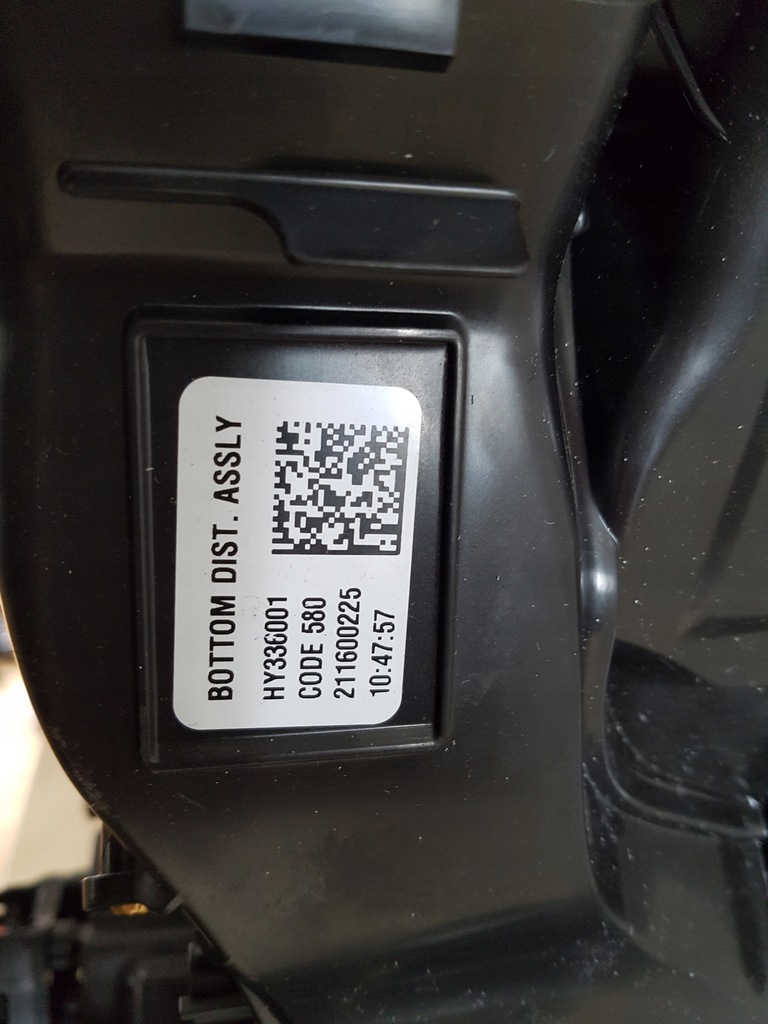 BOTTOM DIST. ASSLY
HY336001
CODE 580
211600225
10:47:57